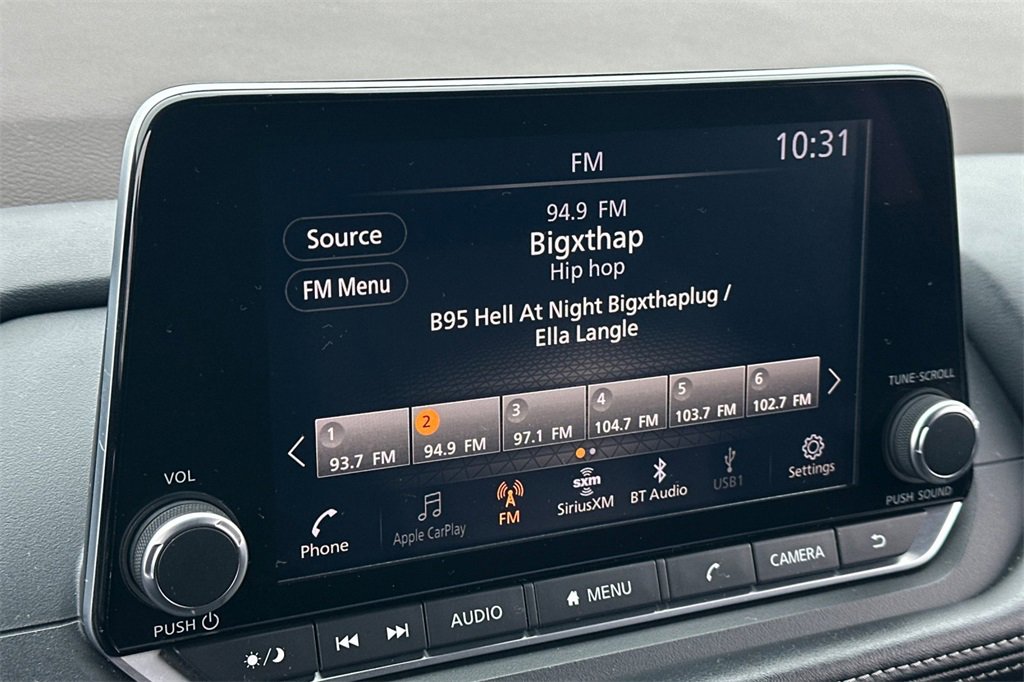 FM
10:31
Source
FM Menu
94.9 FM
Bigxthap
Hip hop
B95 Hell At Night Bigxthaplug /
Ella Langle
1
93.7 FM
2
94.9 FM
3
97.1 FM
4
104.7 FM
5
103.7 FM
6
102.7 FM
Phone
Apple CarPlay
FM
sxm
SiriusXM
BT Audio
USB1
Settings
VOL
PUSH
TUNE·SCROLL
PUSH SOUND
AUDIO
MENU
CAMERA